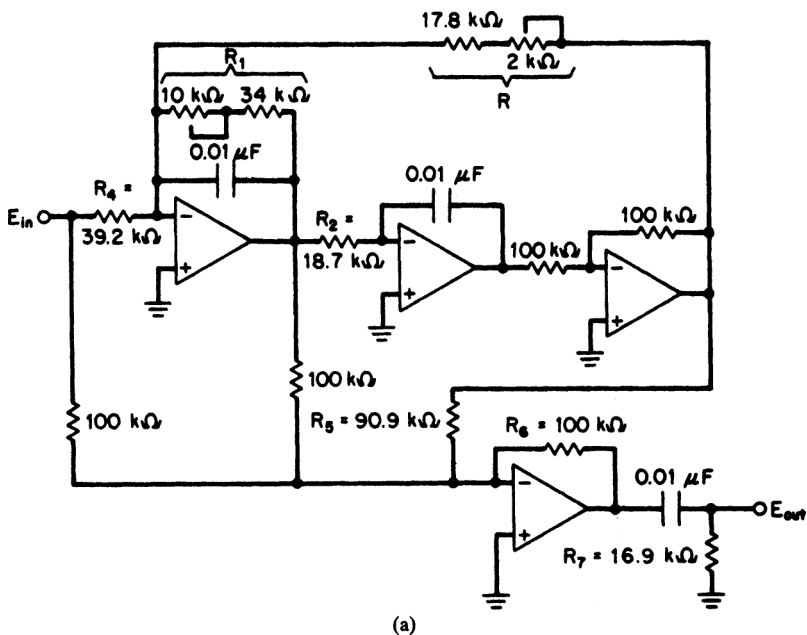 17.8 kΩ
2 kΩ
R
R₁
10 kΩ 34 kΩ
0.01 μF
R₄ =
39.2 kΩ
Ein
−
+
R₂ =
18.7 kΩ
0.01 μF
−
+
100 kΩ
100 kΩ
−
+
100 kΩ
100 kΩ
R₅ = 90.9 kΩ
R₆ = 100 kΩ
−
+
0.01 μF
Eout
R₇ = 16.9 kΩ
(a)